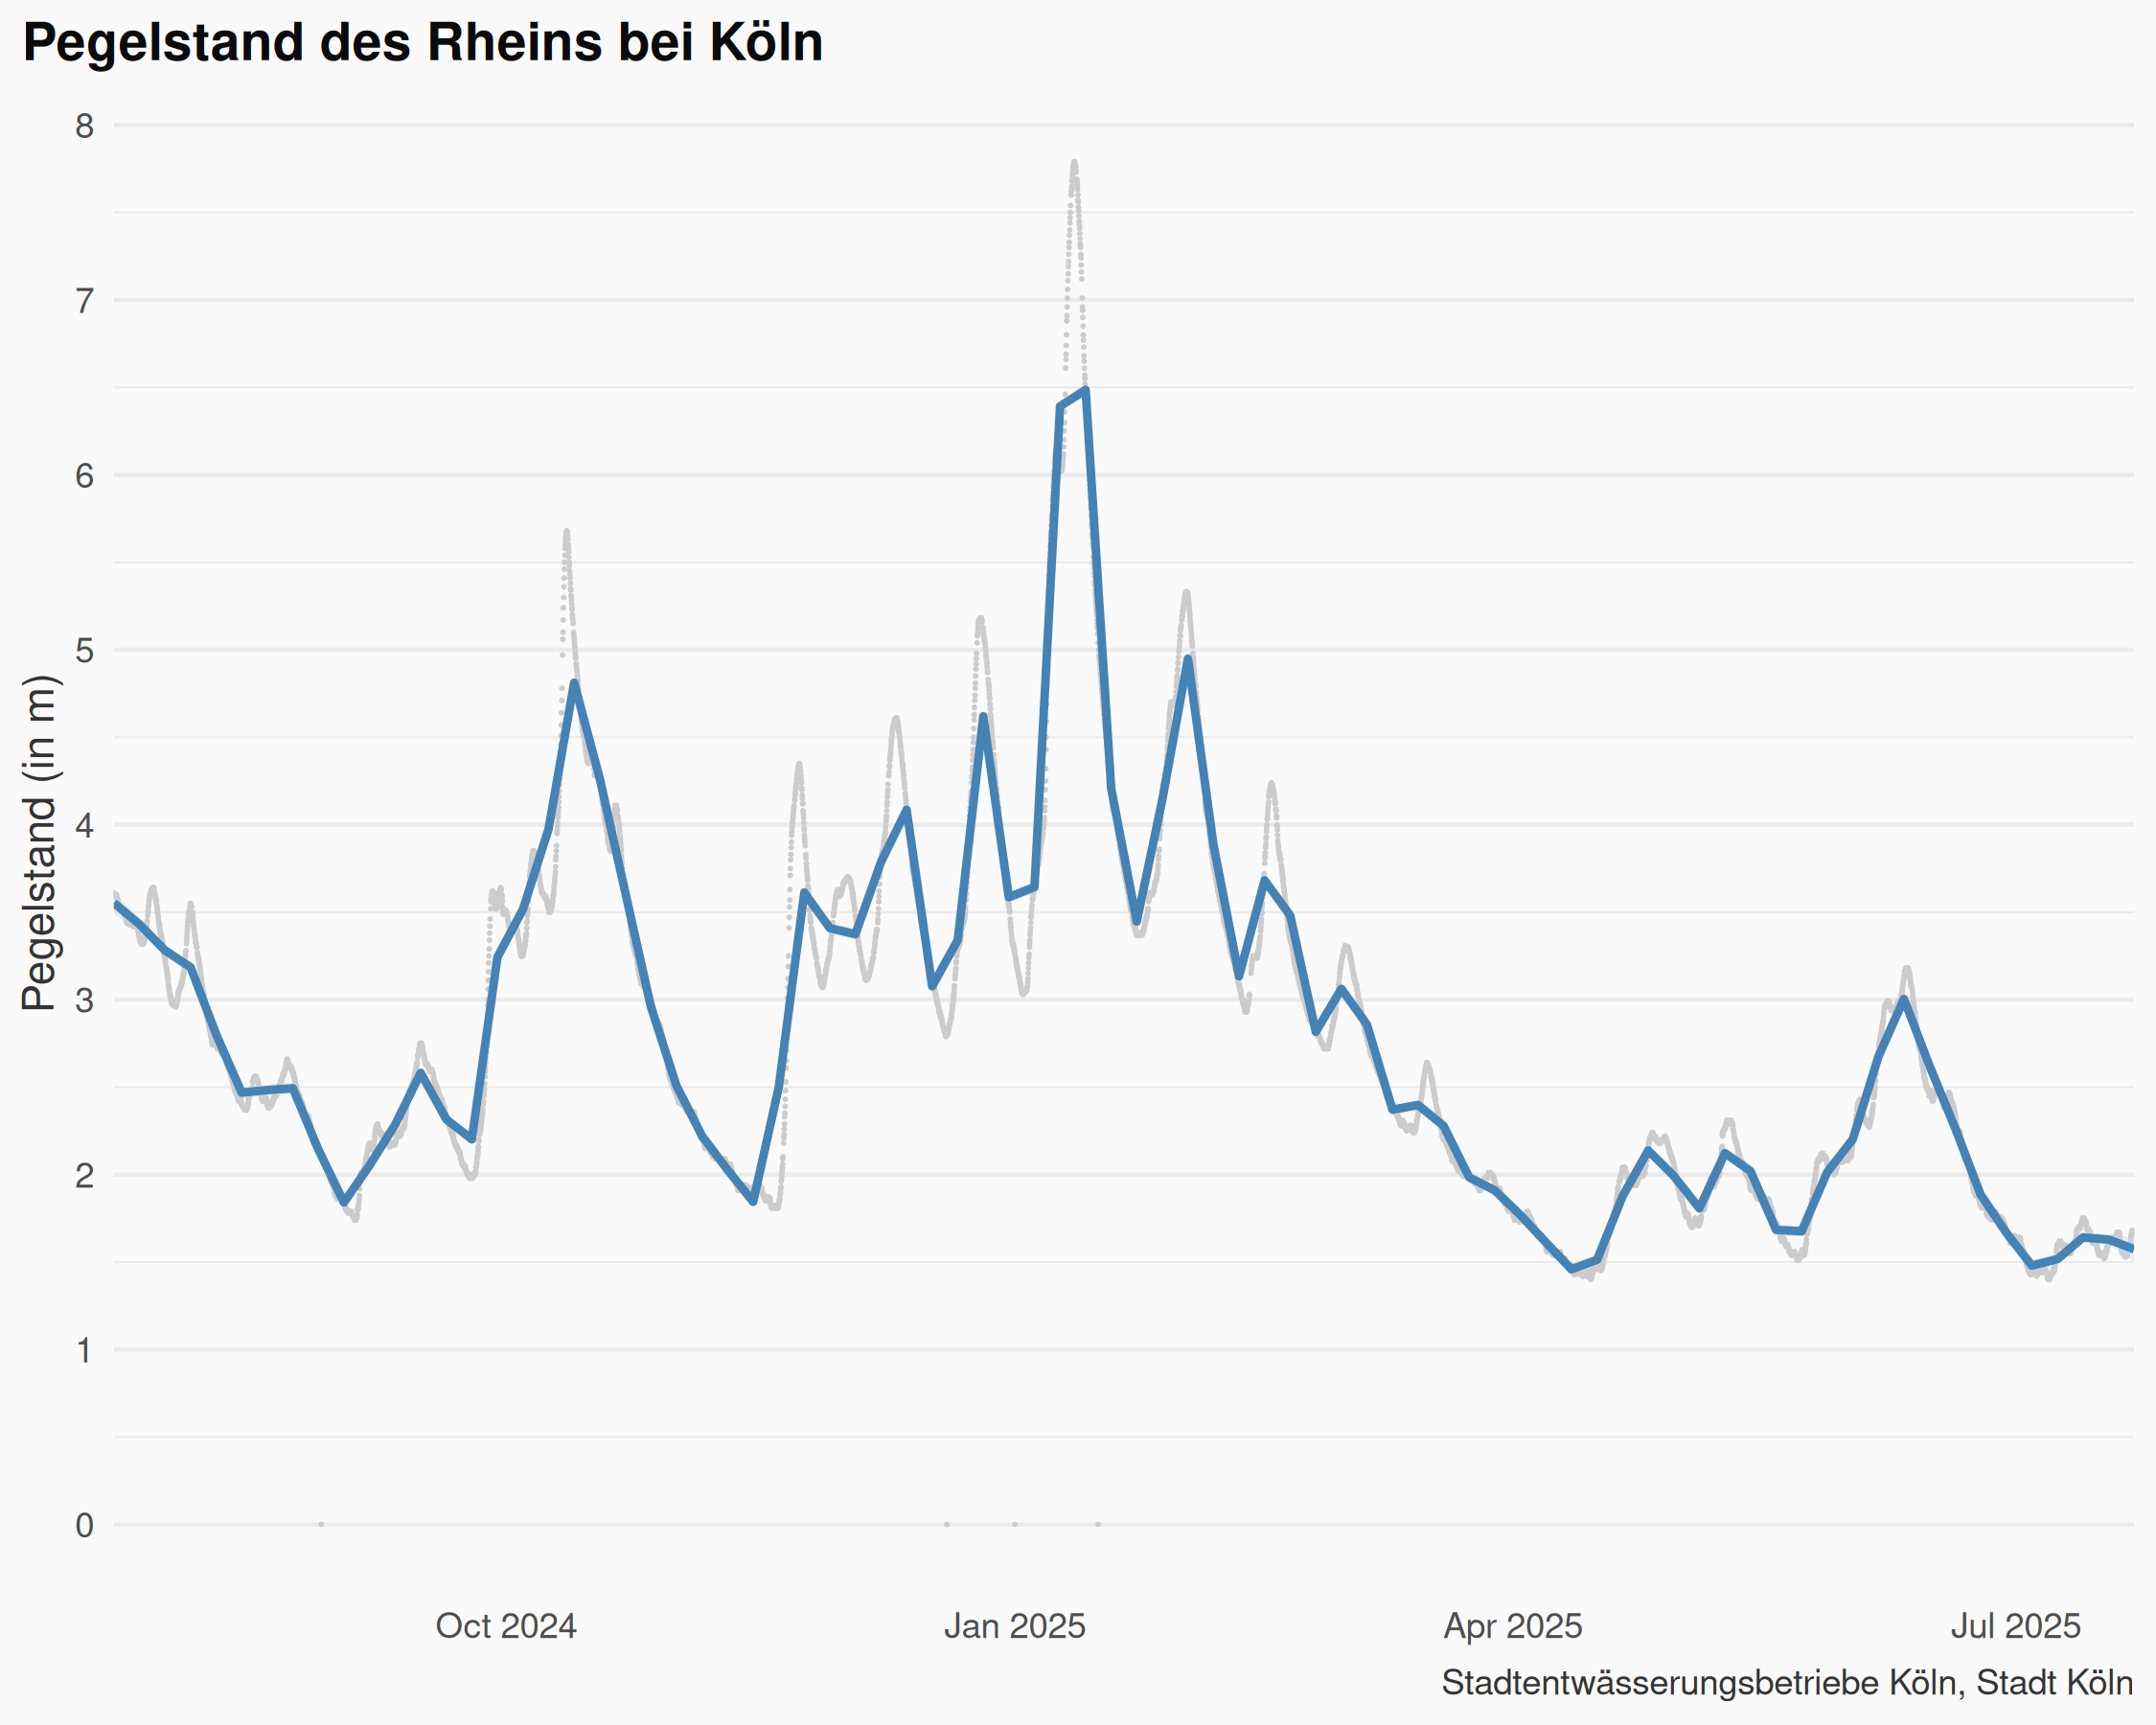 Pegelstand des Rheins bei Köln
Pegelstand (in m)
8
7
6
5
4
3
2
1
0
Oct 2024 Jan 2025 Apr 2025 Jul 2025
Stadtentwässerungsbetriebe Köln, Stadt Köln